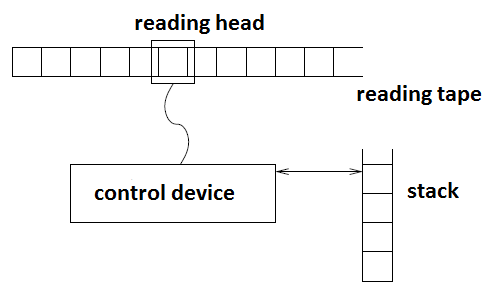 reading head
reading tape
control device
stack